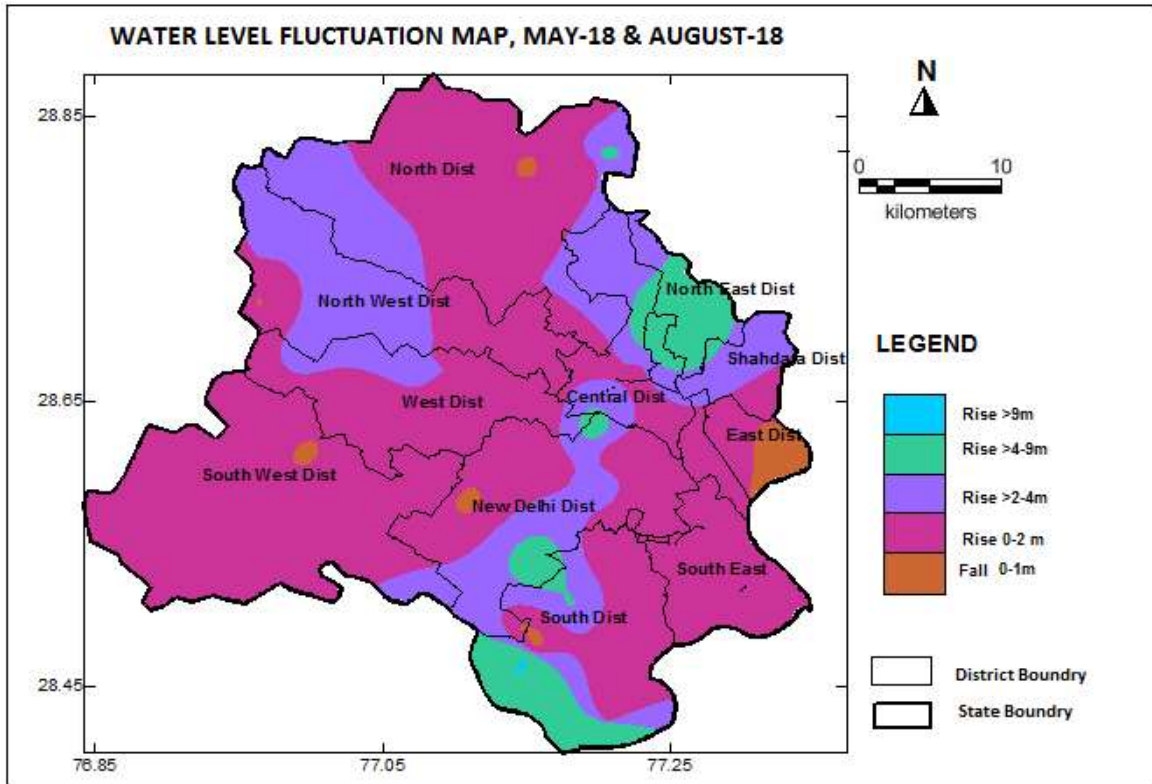 WATER LEVEL FLUCTUATION MAP, MAY-18 & AUGUST-18
N
0 10
kilometers
28.85
28.65
28.45
76.85 77.05 77.25
North Dist
North West Dist
North East Dist
Shahdara Dist
Central Dist
West Dist
East Dist
South West Dist
New Delhi Dist
South East
South Dist
LEGEND
Rise >9m
Rise >4-9m
Rise >2-4m
Rise 0-2 m
Fall 0-1m
District Boundry
State Boundry